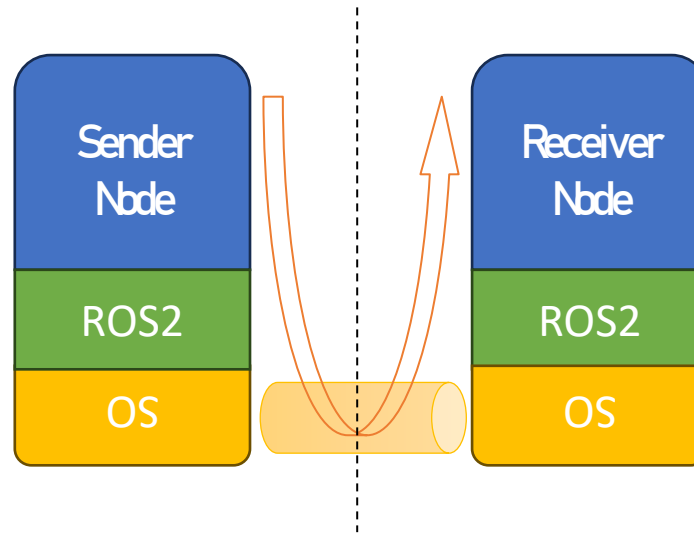 Sender
Node
ROS2
OS
Receiver
Node
ROS2
OS